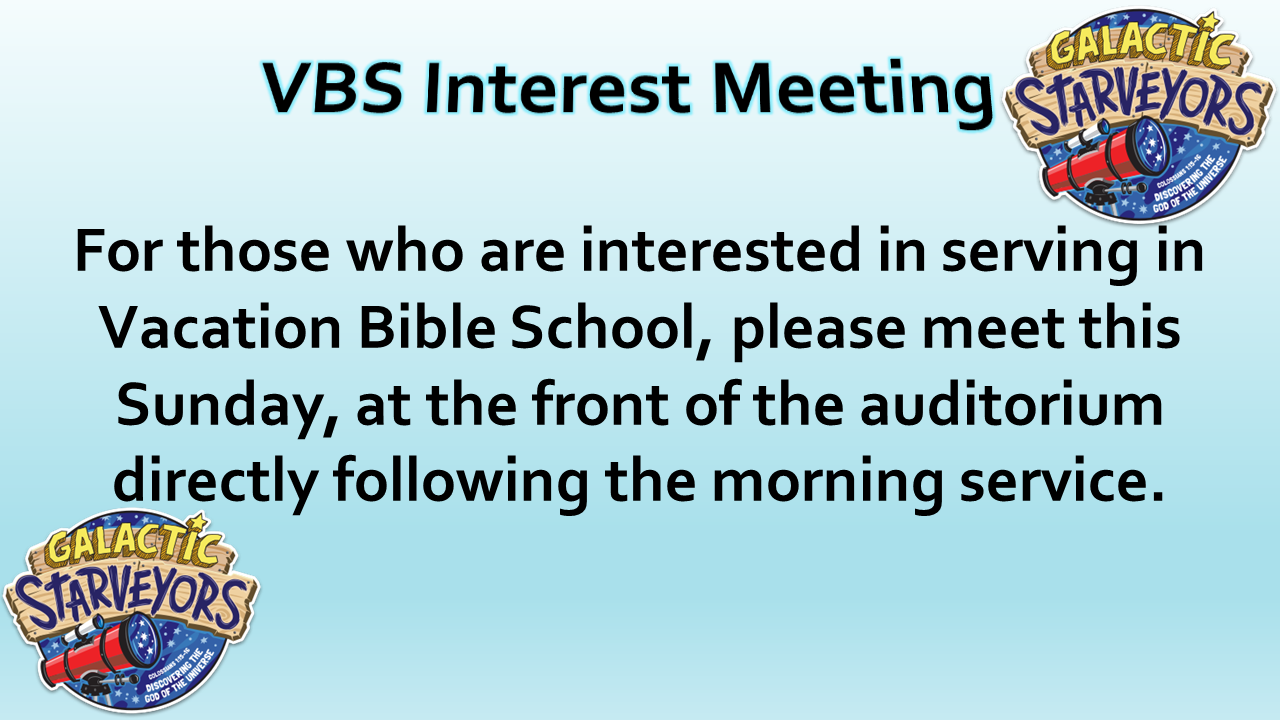 VBS Interest Meeting
GALACTIC
STARVEYORS
COLOSSIANS 1:15-16
DISCOVERING THE
GOD OF THE UNIVERSE
For those who are interested in serving in
Vacation Bible School, please meet this
Sunday, at the front of the auditorium
directly following the morning service.
GALACTIC
STARVEYORS
COLOSSIANS 1:15-16
DISCOVERING THE
GOD OF THE UNIVERSE